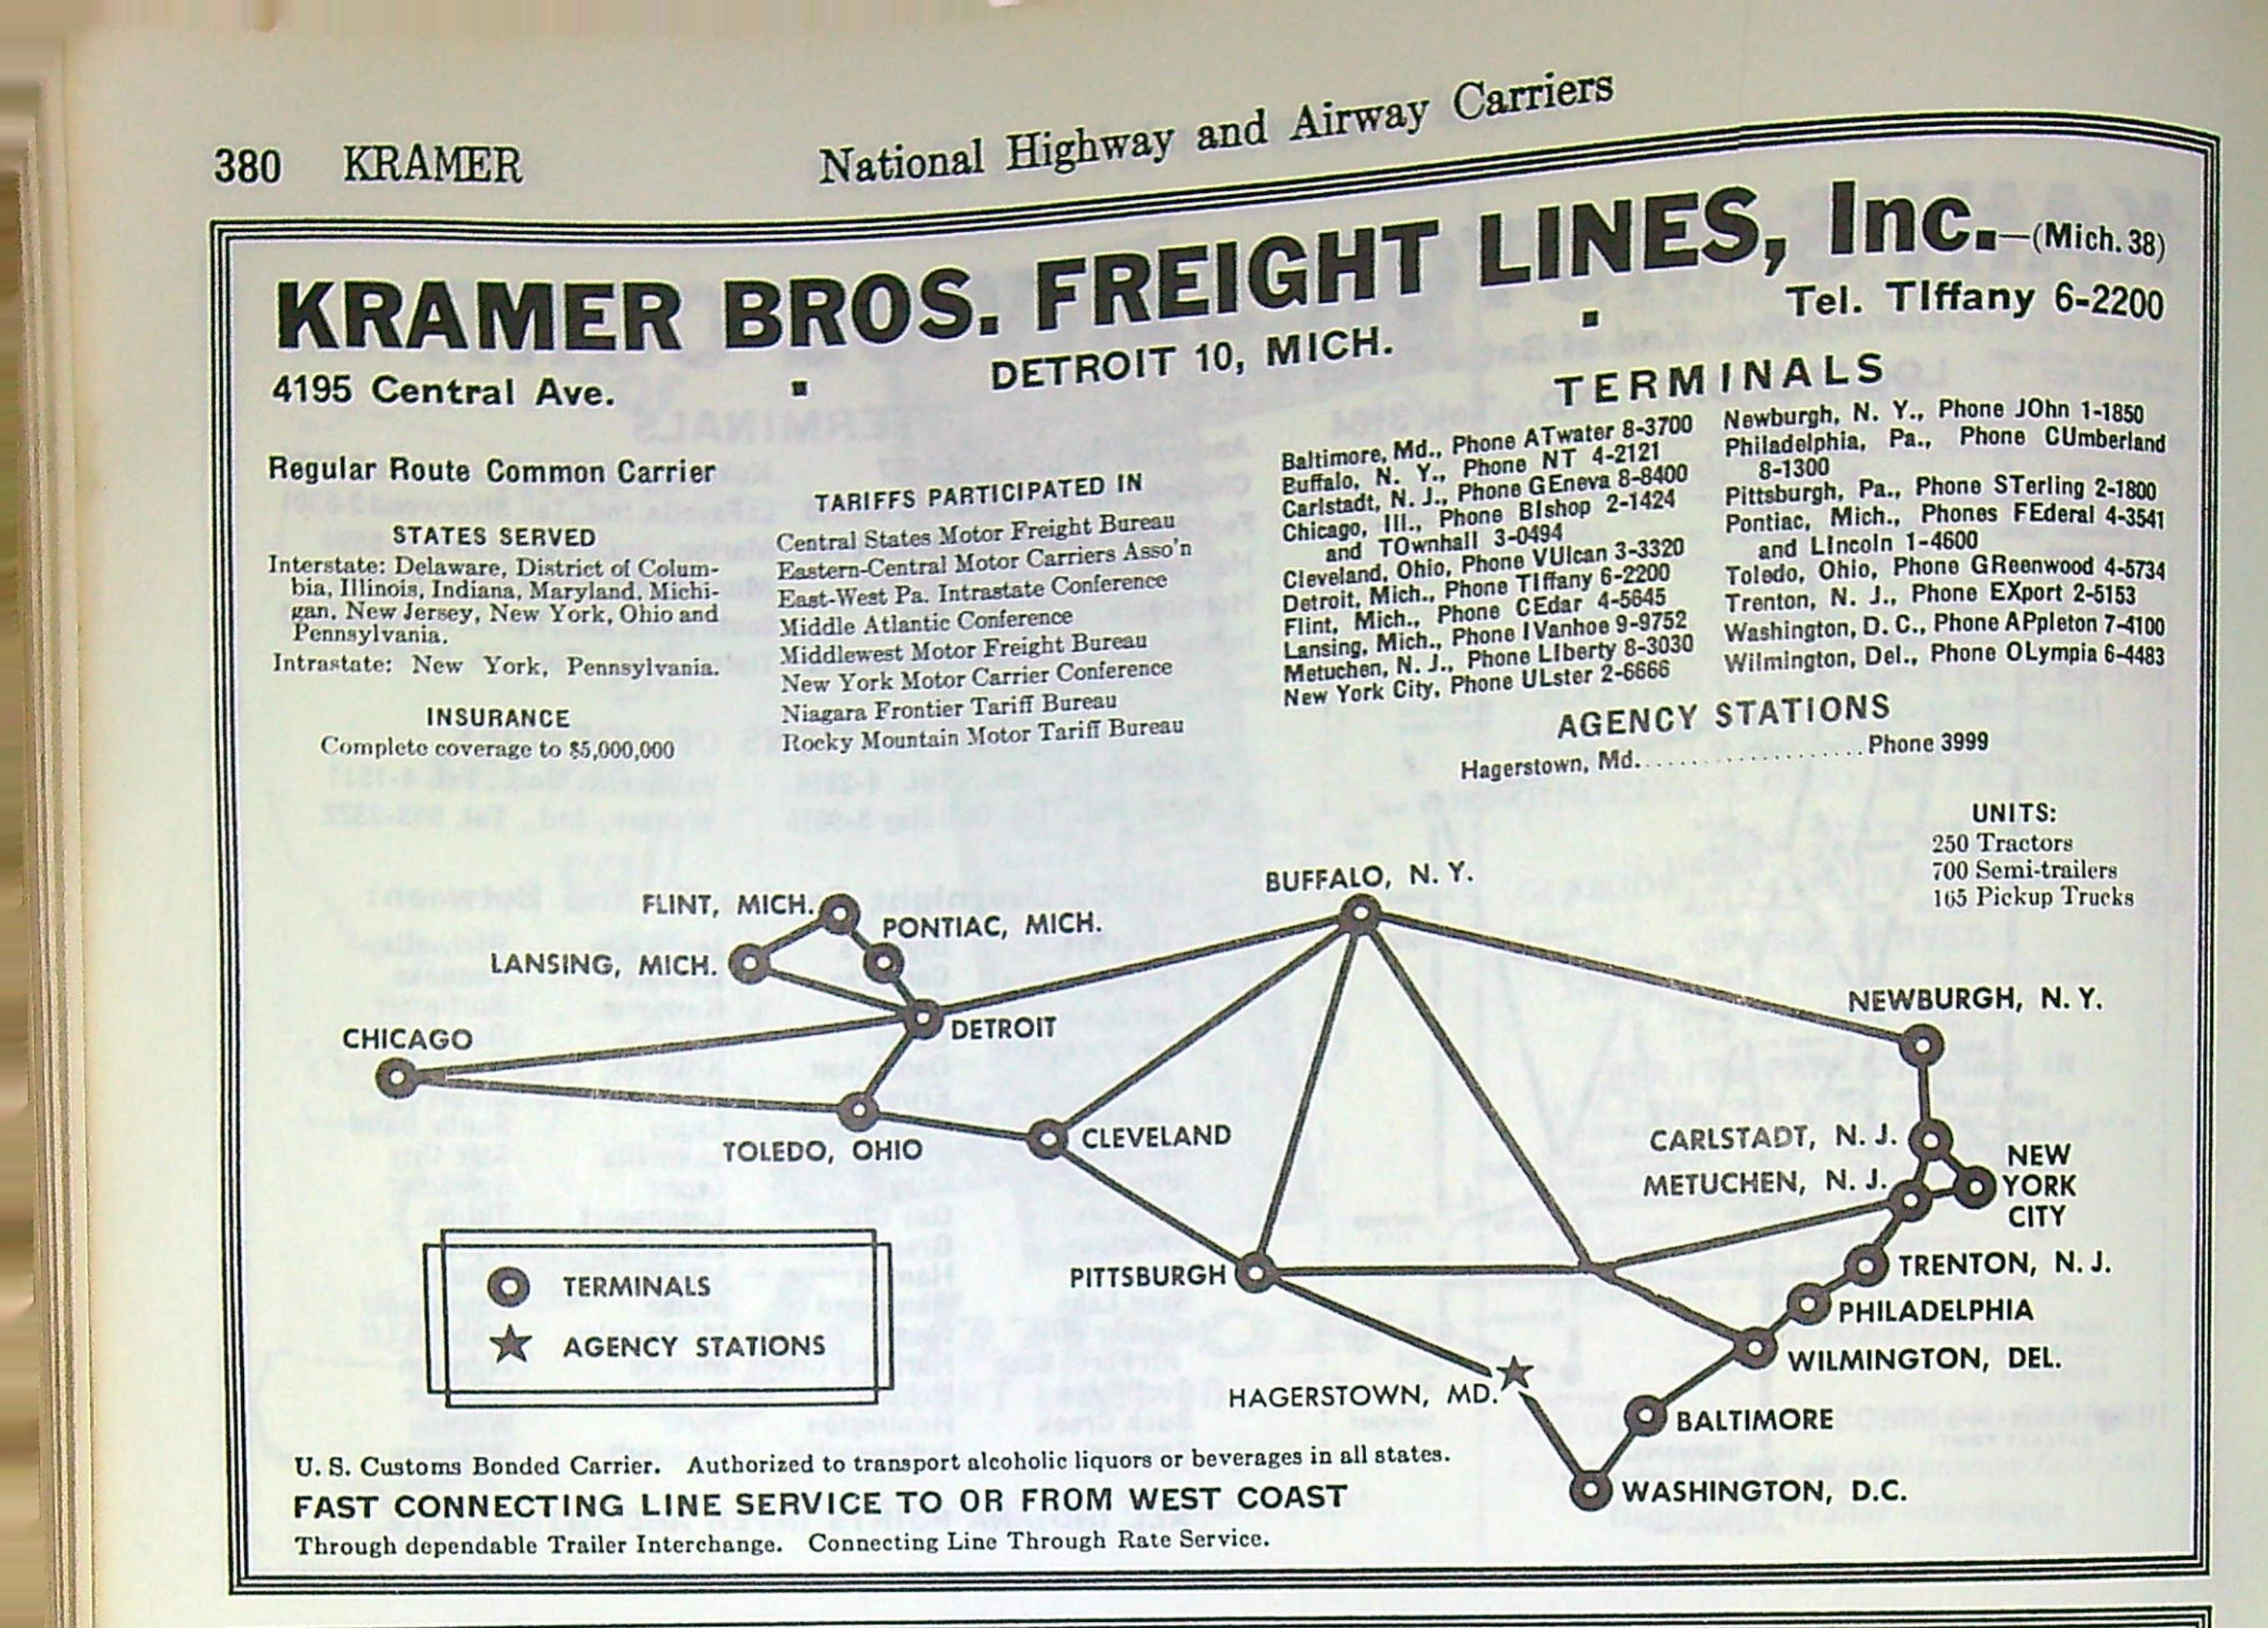 380 KRAMER
National Highway and Airway Carriers
KRAMER BROS. FREIGHT LINES, Inc.—(Mich. 38)
4195 Central Ave. ▪ DETROIT 10, MICH. ▪ Tel. TIffany 6-2200
Regular Route Common Carrier
STATES SERVED
Interstate: Delaware, District of Colum-
bia, Illinois, Indiana, Maryland, Michi-
gan, New Jersey, New York, Ohio and
Pennsylvania.
Intrastate: New York, Pennsylvania.
INSURANCE
Complete coverage to $5,000,000
TARIFFS PARTICIPATED IN
Central States Motor Freight Bureau
Eastern-Central Motor Carriers Asso'n
East-West Pa. Intrastate Conference
Middle Atlantic Conference
Middlewest Motor Freight Bureau
New York Motor Carrier Conference
Niagara Frontier Tariff Bureau
Rocky Mountain Motor Tariff Bureau
TERMINALS
Baltimore, Md., Phone ATwater 8-3700
Buffalo, N. Y., Phone NT 4-2121
Carlstadt, N. J., Phone GEneva 8-8400
Chicago, Ill., Phone BIshop 2-1424
and TOwnhall 3-0494
Cleveland, Ohio, Phone VUlcan 3-3320
Detroit, Mich., Phone TIffany 6-2200
Flint, Mich., Phone CEdar 4-5645
Lansing, Mich., Phone IVanhoe 9-9752
Metuchen, N. J., Phone LIberty 8-3030
New York City, Phone ULster 2-6666
Newburgh, N. Y., Phone JOhn 1-1850
Philadelphia, Pa., Phone CUmberland
8-1300
Pittsburgh, Pa., Phone STerling 2-1800
Pontiac, Mich., Phones FEderal 4-3541
and LIncoln 1-4600
Toledo, Ohio, Phone GReenwood 4-5734
Trenton, N. J., Phone EXport 2-5153
Washington, D. C., Phone APpleton 7-4100
Wilmington, Del., Phone OLympia 6-4483
AGENCY STATIONS
Hagerstown, Md....................Phone 3999
UNITS:
250 Tractors
700 Semi-trailers
165 Pickup Trucks
BUFFALO, N. Y.
FLINT, MICH.
PONTIAC, MICH.
LANSING, MICH.
NEWBURGH, N. Y.
DETROIT
CHICAGO
CLEVELAND
TOLEDO, OHIO
CARLSTADT, N. J.
NEW
YORK
CITY
METUCHEN, N. J.
PITTSBURGH
TRENTON, N. J.
PHILADELPHIA
WILMINGTON, DEL.
HAGERSTOWN, MD.
BALTIMORE
WASHINGTON, D.C.
TERMINALS
★ AGENCY STATIONS
U. S. Customs Bonded Carrier. Authorized to transport alcoholic liquors or beverages in all states.
FAST CONNECTING LINE SERVICE TO OR FROM WEST COAST
Through dependable Trailer Interchange. Connecting Line Through Rate Service.